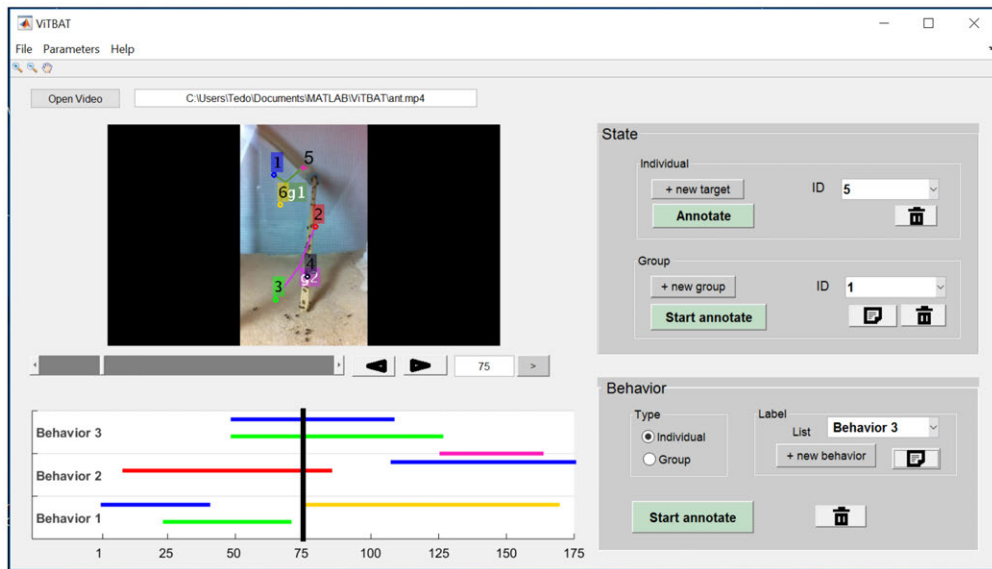 ViTBAT
File Parameters Help
Open Video
C:\Users\Tedo\Documents\MATLAB\ViTBAT\ant.mp4
1
5
6
g1
2
4
3
g2
75
>
Behavior 3
Behavior 2
Behavior 1
1 25 50 75 100 125 175
State
Individual
+ new target
ID
5
Annotate
Group
+ new group
ID
1
Start annotate
Behavior
Type
Individual
Group
Label
List
Behavior 3
+ new behavior
Start annotate